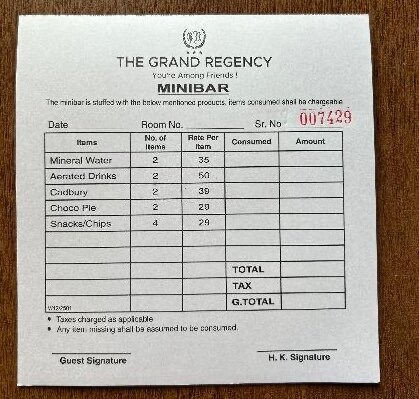 THE GRAND REGENCY
You're Among Friends !
MINIBAR
The minibar is stuffed with the below mentioned products, items consumed shall be chargeable
Date Room No. Sr. No 007429
Items No. of Items Rate Per Item Consumed Amount
Mineral Water 2 35
Aerated Drinks 2 50
Cadbury 2 39
Choco Pie 2 29
Snacks/Chips 4 29
TOTAL
TAX
G.TOTAL
• Taxes charged as applicable
• Any item missing shall be assumed to be consumed.
Guest Signature H. K. Signature